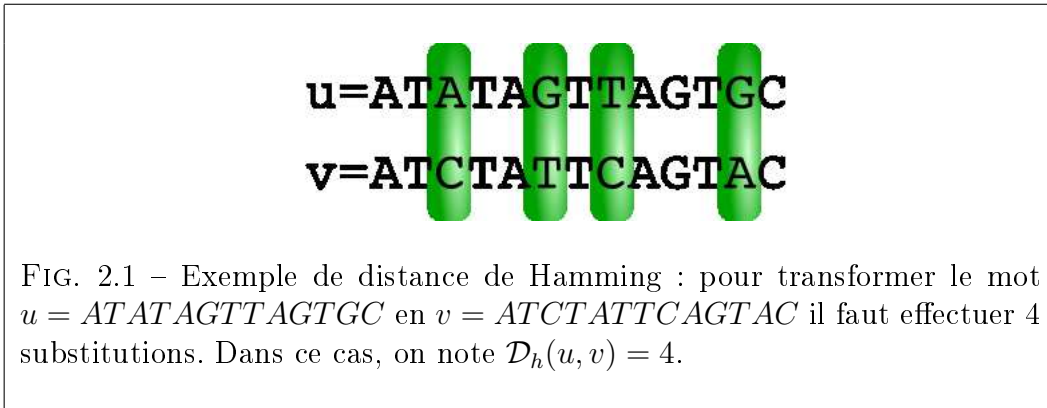 u=ATATAGTTAGTGC
v=ATCTATTCAGTAC
FIG. 2.1 – Exemple de distance de Hamming : pour transformer le mot
u = ATATAGTTAGTGC en v = ATCTATTCAGTAC il faut effectuer 4
substitutions. Dans ce cas, on note 𝒟ₕ(u, v) = 4.